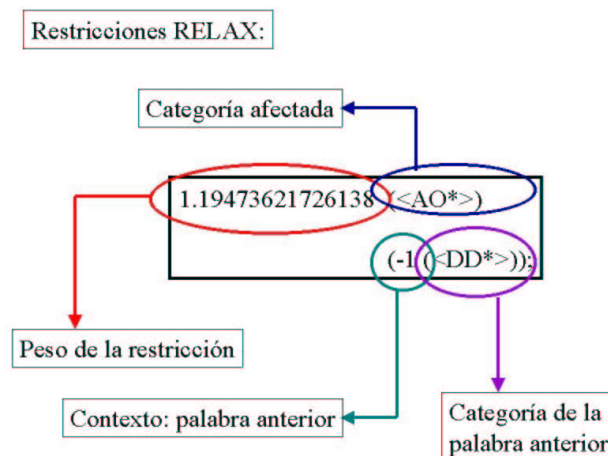 Restricciones RELAX:
Categoría afectada
1.19473621726138 (<AO*>)
(-1 (<DD*>));
Peso de la restricción
Contexto: palabra anterior
Categoría de la
palabra anterior